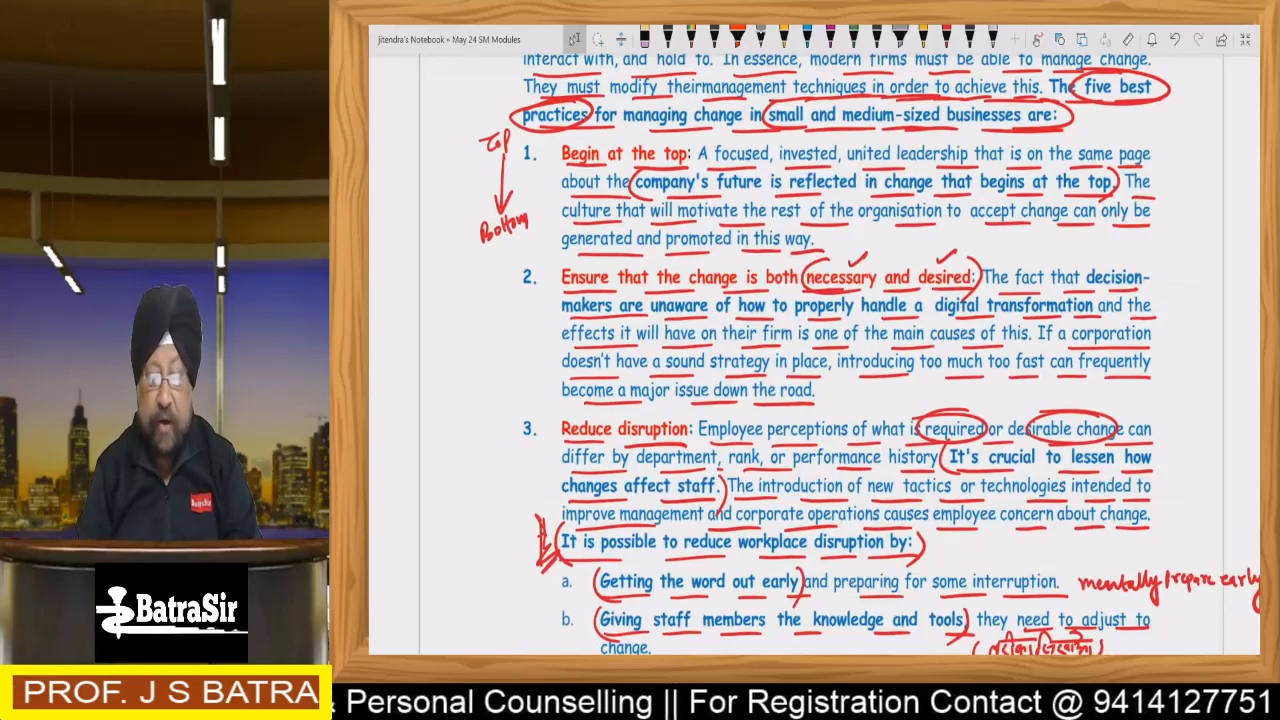 Jitendra's Notebook » May 24 SM Modules
interact with, and hold to. In essence, modern firms must be able to manage change.
They must modify theirmanagement techniques in order to achieve this. The five best
practices for managing change in small and medium-sized businesses are:
Top
Bottom
1. Begin at the top: A focused, invested, united leadership that is on the same page
about the company's future is reflected in change that begins at the top. The
culture that will motivate the rest of the organisation to accept change can only be
generated and promoted in this way.
2. Ensure that the change is both necessary and desired: The fact that decision-
makers are unaware of how to properly handle a digital transformation and the
effects it will have on their firm is one of the main causes of this. If a corporation
doesn't have a sound strategy in place, introducing too much too fast can frequently
become a major issue down the road.
3. Reduce disruption: Employee perceptions of what is required or desirable change can
differ by department, rank, or performance history. It's crucial to lessen how
changes affect staff. The introduction of new tactics or technologies intended to
improve management and corporate operations causes employee concern about change.
It is possible to reduce workplace disruption by:
a. Getting the word out early and preparing for some interruption. mentally prepare early
b. Giving staff members the knowledge and tools they need to adjust to
change.
BatraSir
PROF. J S BATRA
& Personal Counselling || For Registration Contact @ 9414127751